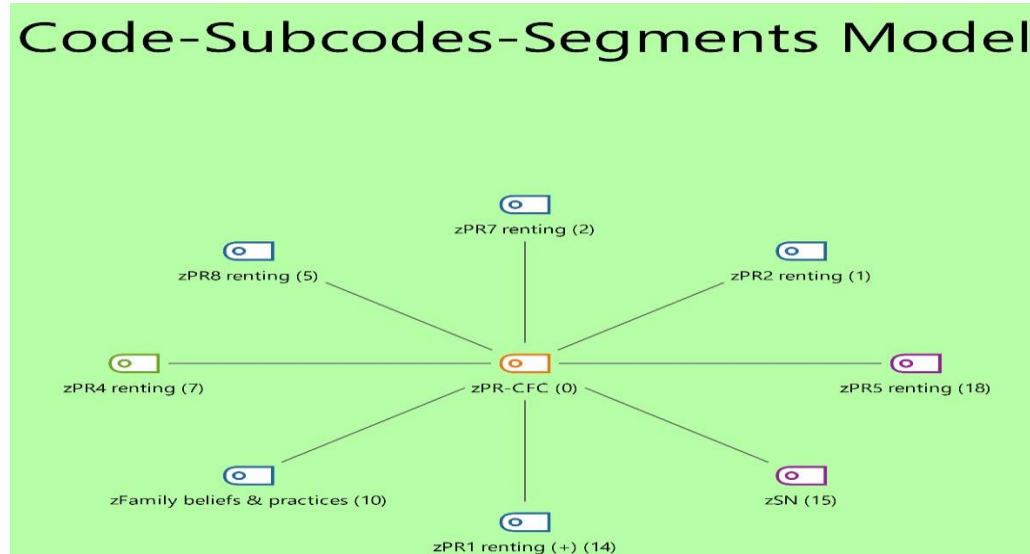 Code-Subcodes-Segments Model
zPR7 renting (2)
zPR8 renting (5)
zPR2 renting (1)
zPR4 renting (7)
zPR-CFC (0)
zPR5 renting (18)
zFamily beliefs & practices (10)
zSN (15)
zPR1 renting (+) (14)